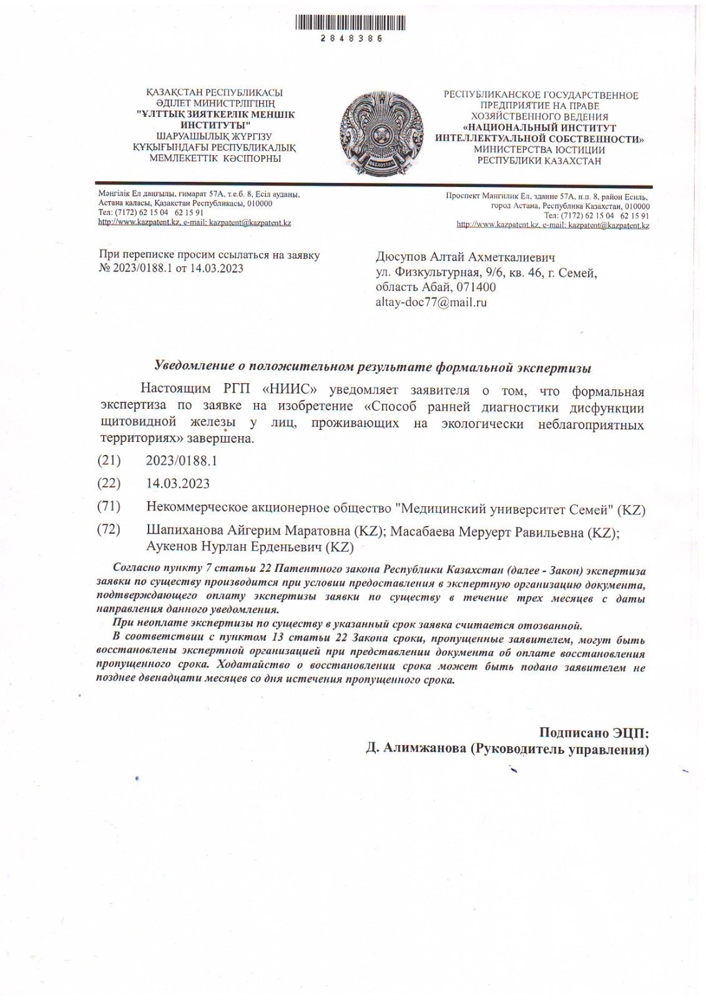 2848386
ҚАЗАҚСТАН РЕСПУБЛИКАСЫ
ӘДІЛЕТ МИНИСТРЛІГІНІҢ
"ҰЛТТЫҚ ЗИЯТКЕРЛІК МЕНШІК
ИНСТИТУТЫ"
ШАРУАШЫЛЫҚ ЖҮРГІЗУ
ҚҰҚЫҒЫНДАҒЫ РЕСПУБЛИКАЛЫҚ
МЕМЛЕКЕТТІК КӘСІПОРНЫ
QAZAQSTAN
РЕСПУБЛИКАНСКОЕ ГОСУДАРСТВЕННОЕ
ПРЕДПРИЯТИЕ НА ПРАВЕ
ХОЗЯЙСТВЕННОГО ВЕДЕНИЯ
«НАЦИОНАЛЬНЫЙ ИНСТИТУТ
ИНТЕЛЛЕКТУАЛЬНОЙ СОБСТВЕННОСТИ»
МИНИСТЕРСТВА ЮСТИЦИИ
РЕСПУБЛИКИ КАЗАХСТАН
Мәңгілік Ел даңғылы, ғимарат 57А, т.е.б. 8, Есіл ауданы,
Астана қаласы, Қазақстан Республикасы, 010000
Тел: (7172) 62 15 04 62 15 91
http://www.kazpatent.kz, e-mail: kazpatent@kazpatent.kz
Проспект Мангилик Ел, здание 57А, н.п. 8, район Есиль,
город Астана, Республика Казахстан, 010000
Тел: (7172) 62 15 04 62 15 91
http://www.kazpatent.kz, e-mail: kazpatent@kazpatent.kz
При переписке просим ссылаться на заявку
№ 2023/0188.1 от 14.03.2023
Дюсупов Алтай Ахметкалиевич
ул. Физкультурная, 9/6, кв. 46, г. Семей,
область Абай, 071400
altay-doc77@mail.ru
Уведомление о положительном результате формальной экспертизы
Настоящим РГП «НИИС» уведомляет заявителя о том, что формальная
экспертиза по заявке на изобретение «Способ ранней диагностики дисфункции
щитовидной железы у лиц, проживающих на экологически неблагоприятных
территориях» завершена.
(21) 2023/0188.1
(22) 14.03.2023
(71) Некоммерческое акционерное общество "Медицинский университет Семей" (KZ)
(72) Шапиханова Айгерим Маратовна (KZ); Масабаева Меруерт Равильевна (KZ);
Аукенов Нурлан Ерденьевич (KZ)
Согласно пункту 7 статьи 22 Патентного закона Республики Казахстан (далее - Закон) экспертиза
заявки по существу производится при условии предоставления в экспертную организацию документа,
подтверждающего оплату экспертизы заявки по существу в течение трех месяцев с даты
направления данного уведомления.
При неоплате экспертизы по существу в указанный срок заявка считается отозванной.
В соответствии с пунктом 13 статьи 22 Закона сроки, пропущенные заявителем, могут быть
восстановлены экспертной организацией при представлении документа об оплате восстановления
пропущенного срока. Ходатайство о восстановлении срока может быть подано заявителем не
позднее двенадцати месяцев со дня истечения пропущенного срока.
Подписано ЭЦП:
Д. Алимжанова (Руководитель управления)